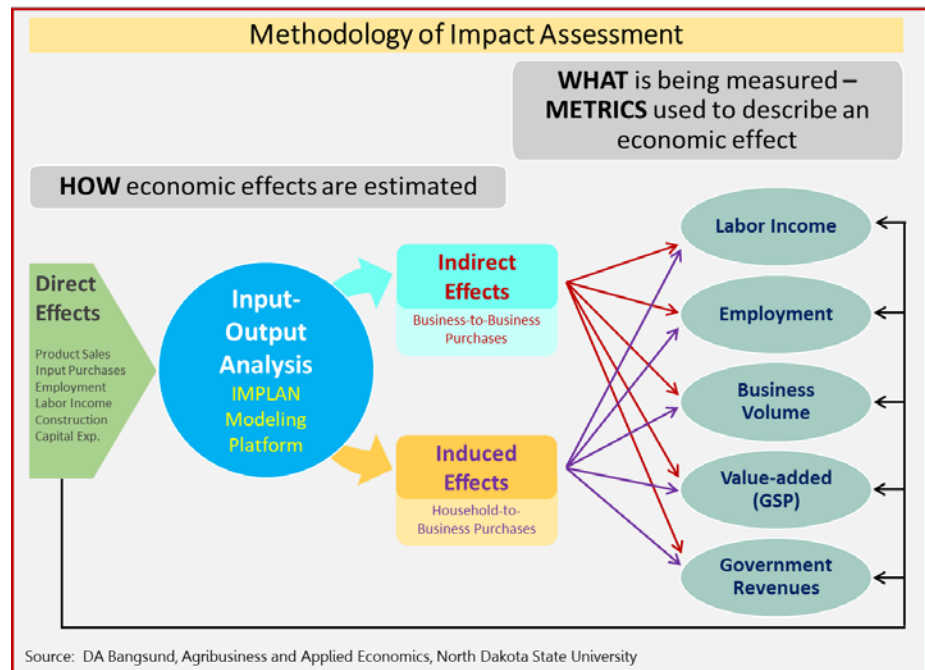 Methodology of Impact Assessment
WHAT is being measured –
METRICS used to describe an
economic effect
HOW economic effects are estimated
Direct
Effects
Product Sales
Input Purchases
Employment
Labor Income
Construction
Capital Exp.
Input-
Output
Analysis
IMPLAN
Modeling
Platform
Indirect
Effects
Business-to-Business
Purchases
Induced
Effects
Household-to-
Business Purchases
Labor Income
Employment
Business
Volume
Value-added
(GSP)
Government
Revenues
Source: DA Bangsund, Agribusiness and Applied Economics, North Dakota State University